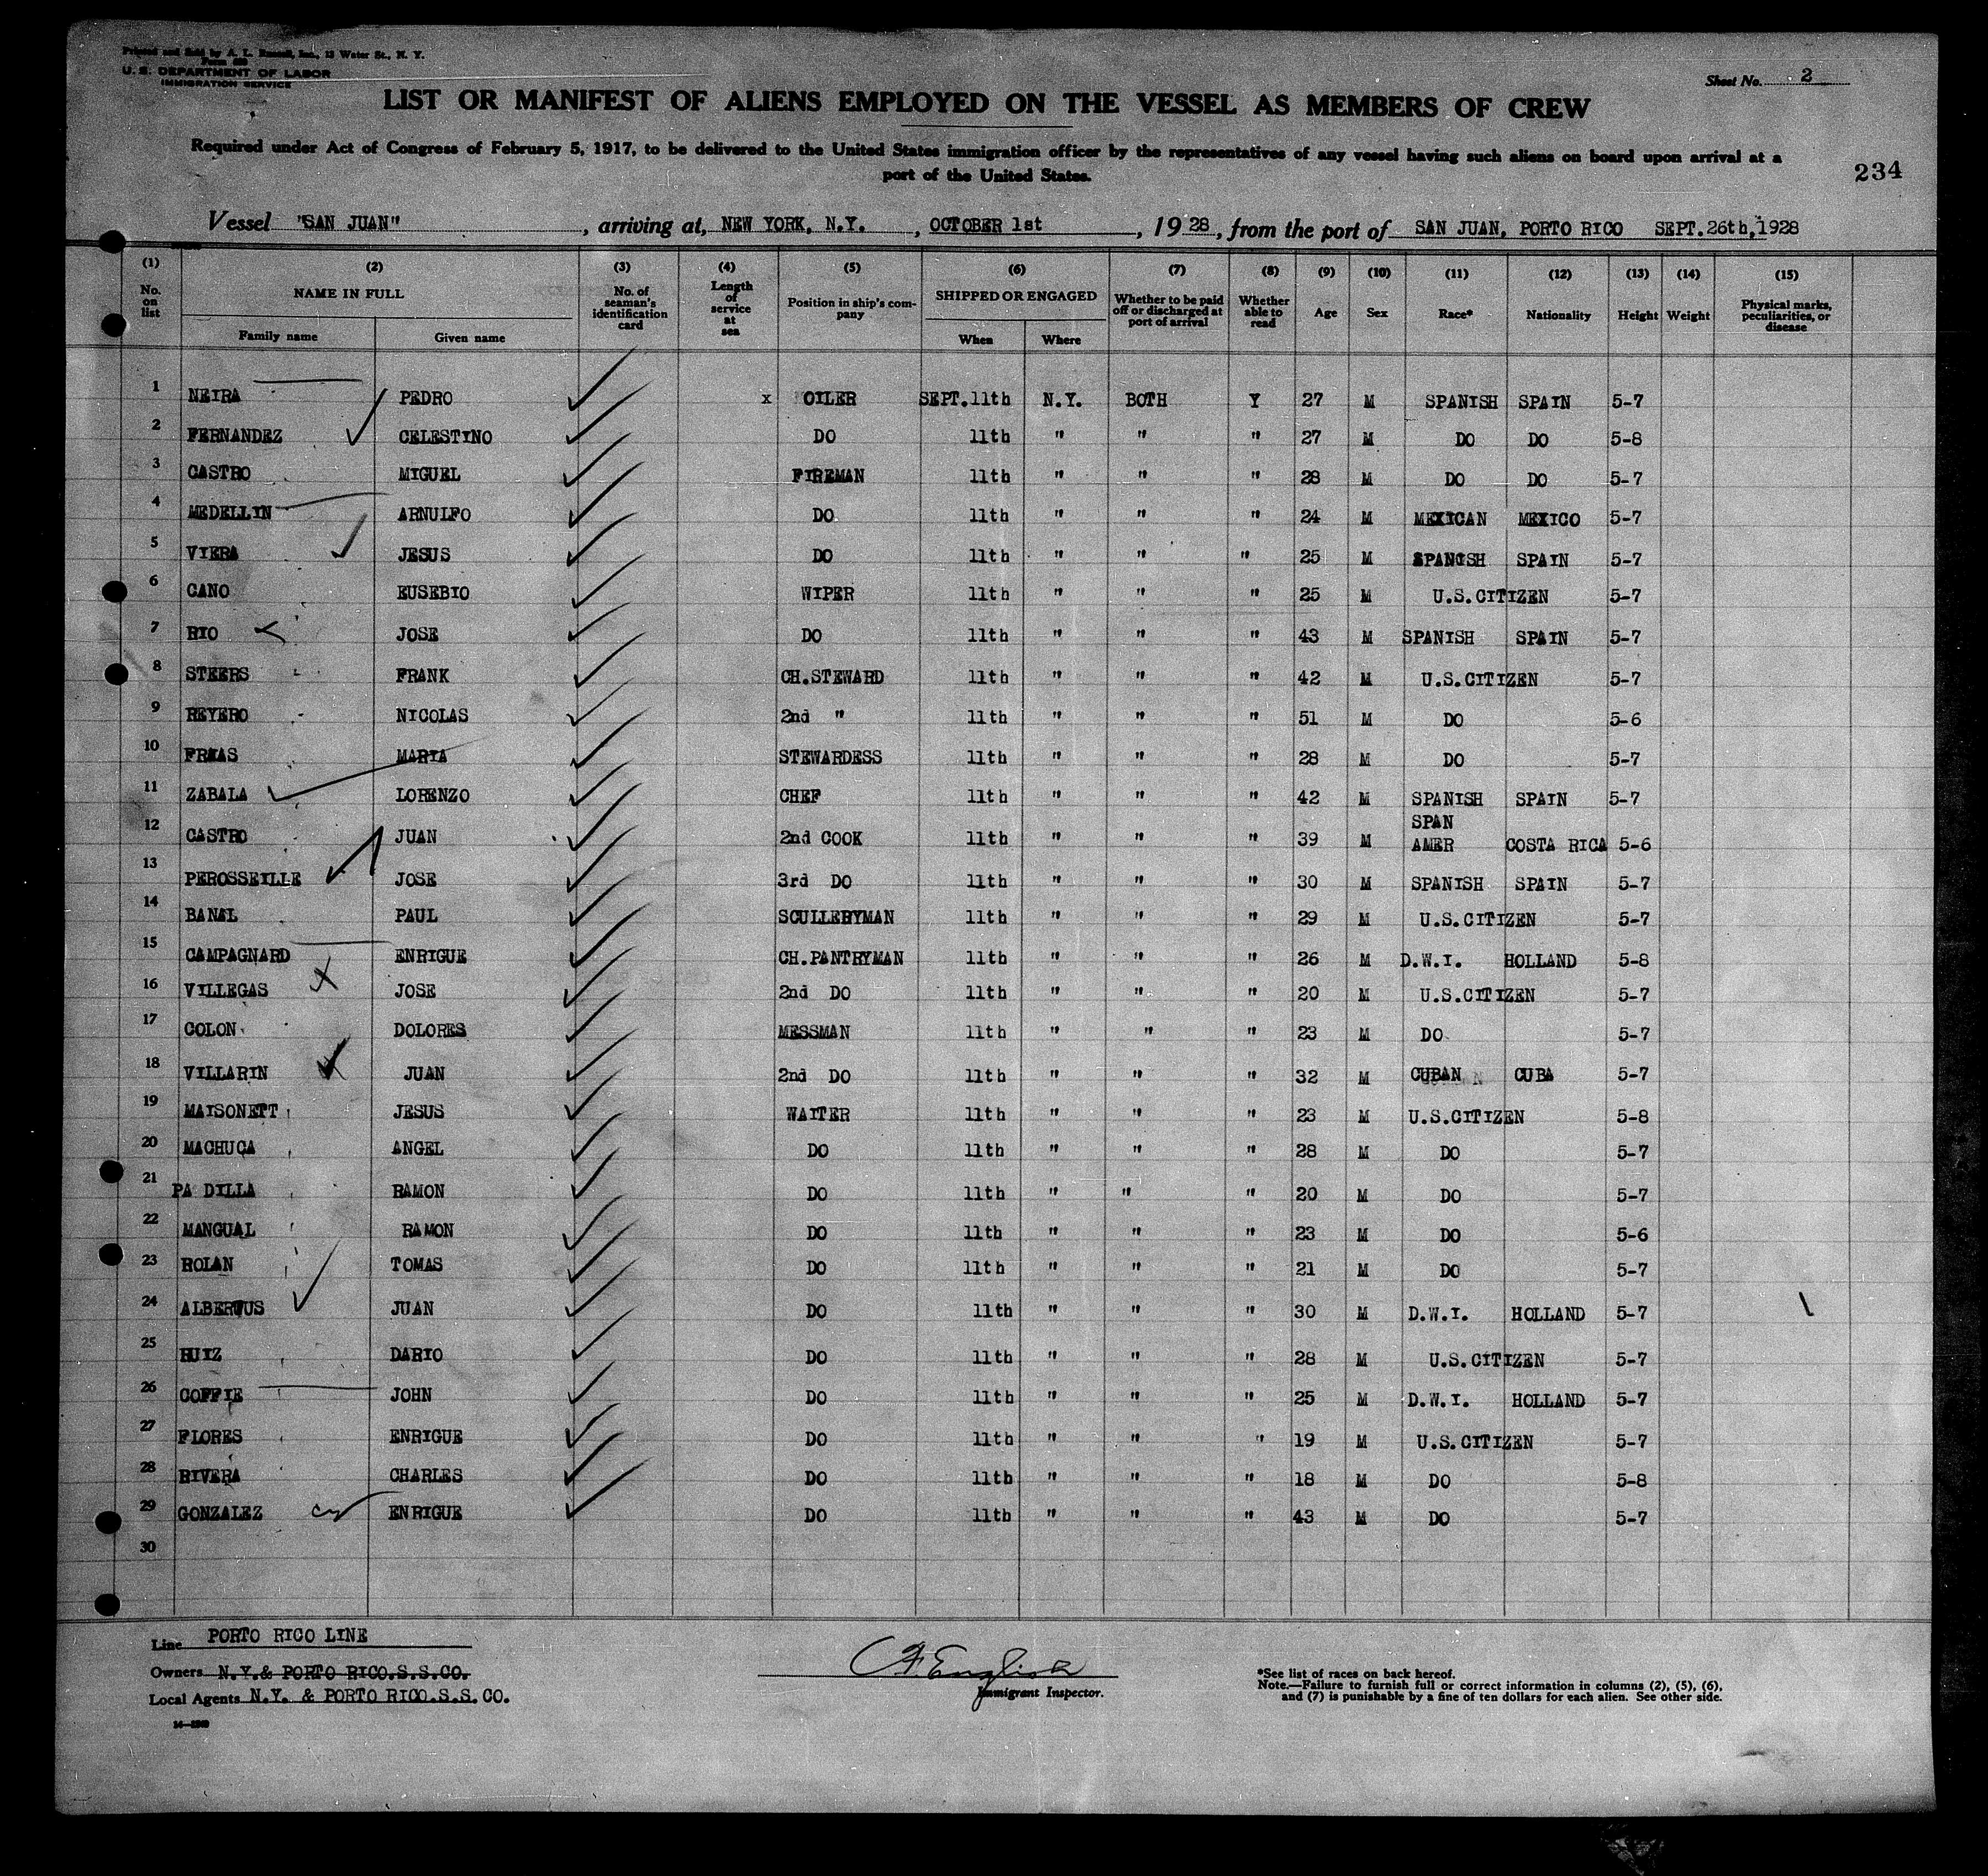 Printed and Sold by A. L. Russell, Inc., 13 Water St., N. Y.
Form 689
U. S. DEPARTMENT OF LABOR
IMMIGRATION SERVICE
Sheet No. 2
LIST OR MANIFEST OF ALIENS EMPLOYED ON THE VESSEL AS MEMBERS OF CREW
Required under Act of Congress of February 5, 1917, to be delivered to the United States immigration officer by the representatives of any vessel having such aliens on board upon arrival at a
port of the United States.
234
Vessel "SAN JUAN", arriving at, NEW YORK, N.Y., OCTOBER 1st, 1928, from the port of SAN JUAN, PORTO RICO SEPT.26th,1928
(1) (2) (3) (4) (5) (6) (7) (8) (9) (10) (11) (12) (13) (14) (15)
No. on list NAME IN FULL Family name Given name No. of seaman's identification card Length of service at sea Position in ship's company SHIPPED OR ENGAGED When Where Whether to be paid off or discharged at port of arrival Whether able to read Age Sex Race* Nationality Height Weight Physical marks, peculiarities, or disease
1 NEIRA PEDRO x OILER SEPT.11th N.Y. BOTH Y 27 M SPANISH SPAIN 5-7
2 FERNANDEZ CELESTINO DO 11th " " " 27 M DO DO 5-8
3 CASTRO MIGUEL FIREMAN 11th " " " 28 M DO DO 5-7
4 MEDELLIN ARNULFO DO 11th " " " 24 M MEXICAN MEXICO 5-7
5 VIERA JESUS DO 11th " " " 25 M SPANISH SPAIN 5-7
6 CANO EUSEBIO WIPER 11th " " " 25 M U.S.CITIZEN 5-7
7 RIO JOSE DO 11th " " " 43 M SPANISH SPAIN 5-7
8 STEERS FRANK CH.STEWARD 11th " " " 42 M U.S.CITIZEN 5-7
9 REYERO NICOLAS 2nd " 11th " " " 51 M DO 5-6
10 FRIAS MARIA STEWARDESS 11th " " " 28 M DO 5-7
11 ZABALA LORENZO CHEF 11th " " " 42 M SPANISH SPAIN 5-7
12 CASTRO JUAN 2nd COOK 11th " " " 39 M SPAN AMER COSTA RICA 5-6
13 PEROSSEILLE JOSE 3rd DO 11th " " " 30 M SPANISH SPAIN 5-7
14 BANAL PAUL SCULLERYMAN 11th " " " 29 M U.S.CITIZEN 5-7
15 CAMPAGNARD ENRIGUE CH.PANTRYMAN 11th " " " 26 M D.W.I. HOLLAND 5-8
16 VILLEGAS JOSE 2nd DO 11th " " " 20 M U.S.CITIZEN 5-7
17 COLON DOLORES MESSMAN 11th " " " 23 M DO 5-7
18 VILLARIN JUAN 2nd DO 11th " " " 32 M CUBAN CUBA 5-7
19 MAISONETT JESUS WAITER 11th " " " 23 M U.S.CITIZEN 5-8
20 MACHUCA ANGEL DO 11th " " " 28 M DO 5-7
21 PA DILLA RAMON DO 11th " " " 20 M DO 5-7
22 MANGUAL RAMON DO 11th " " " 23 M DO 5-6
23 ROLAN TOMAS DO 11th " " " 21 M DO 5-7
24 ALBERTUS JUAN DO 11th " " " 30 M D.W.I. HOLLAND 5-7
25 RUIZ DARIO DO 11th " " " 28 M U.S.CITIZEN 5-7
26 COFFIE JOHN DO 11th " " " 25 M D.W.I. HOLLAND 5-7
27 FLORES ENRIGUE DO 11th " " " 19 M U.S.CITIZEN 5-7
28 RIVERA CHARLES DO 11th " " " 18 M DO 5-8
29 GONZALEZ ENRIGUE DO 11th " " " 43 M DO 5-7
30
Line PORTO RICO LINE
Owners N.Y.& PORTO RICO.S.S.CO.
Local Agents N.Y. & PORTO RICO.S.S.CO.
English
Immigrant Inspector.
*See list of races on back hereof.
Note.—Failure to furnish full or correct information in columns (2), (5), (6),
and (7) is punishable by a fine of ten dollars for each alien. See other side.